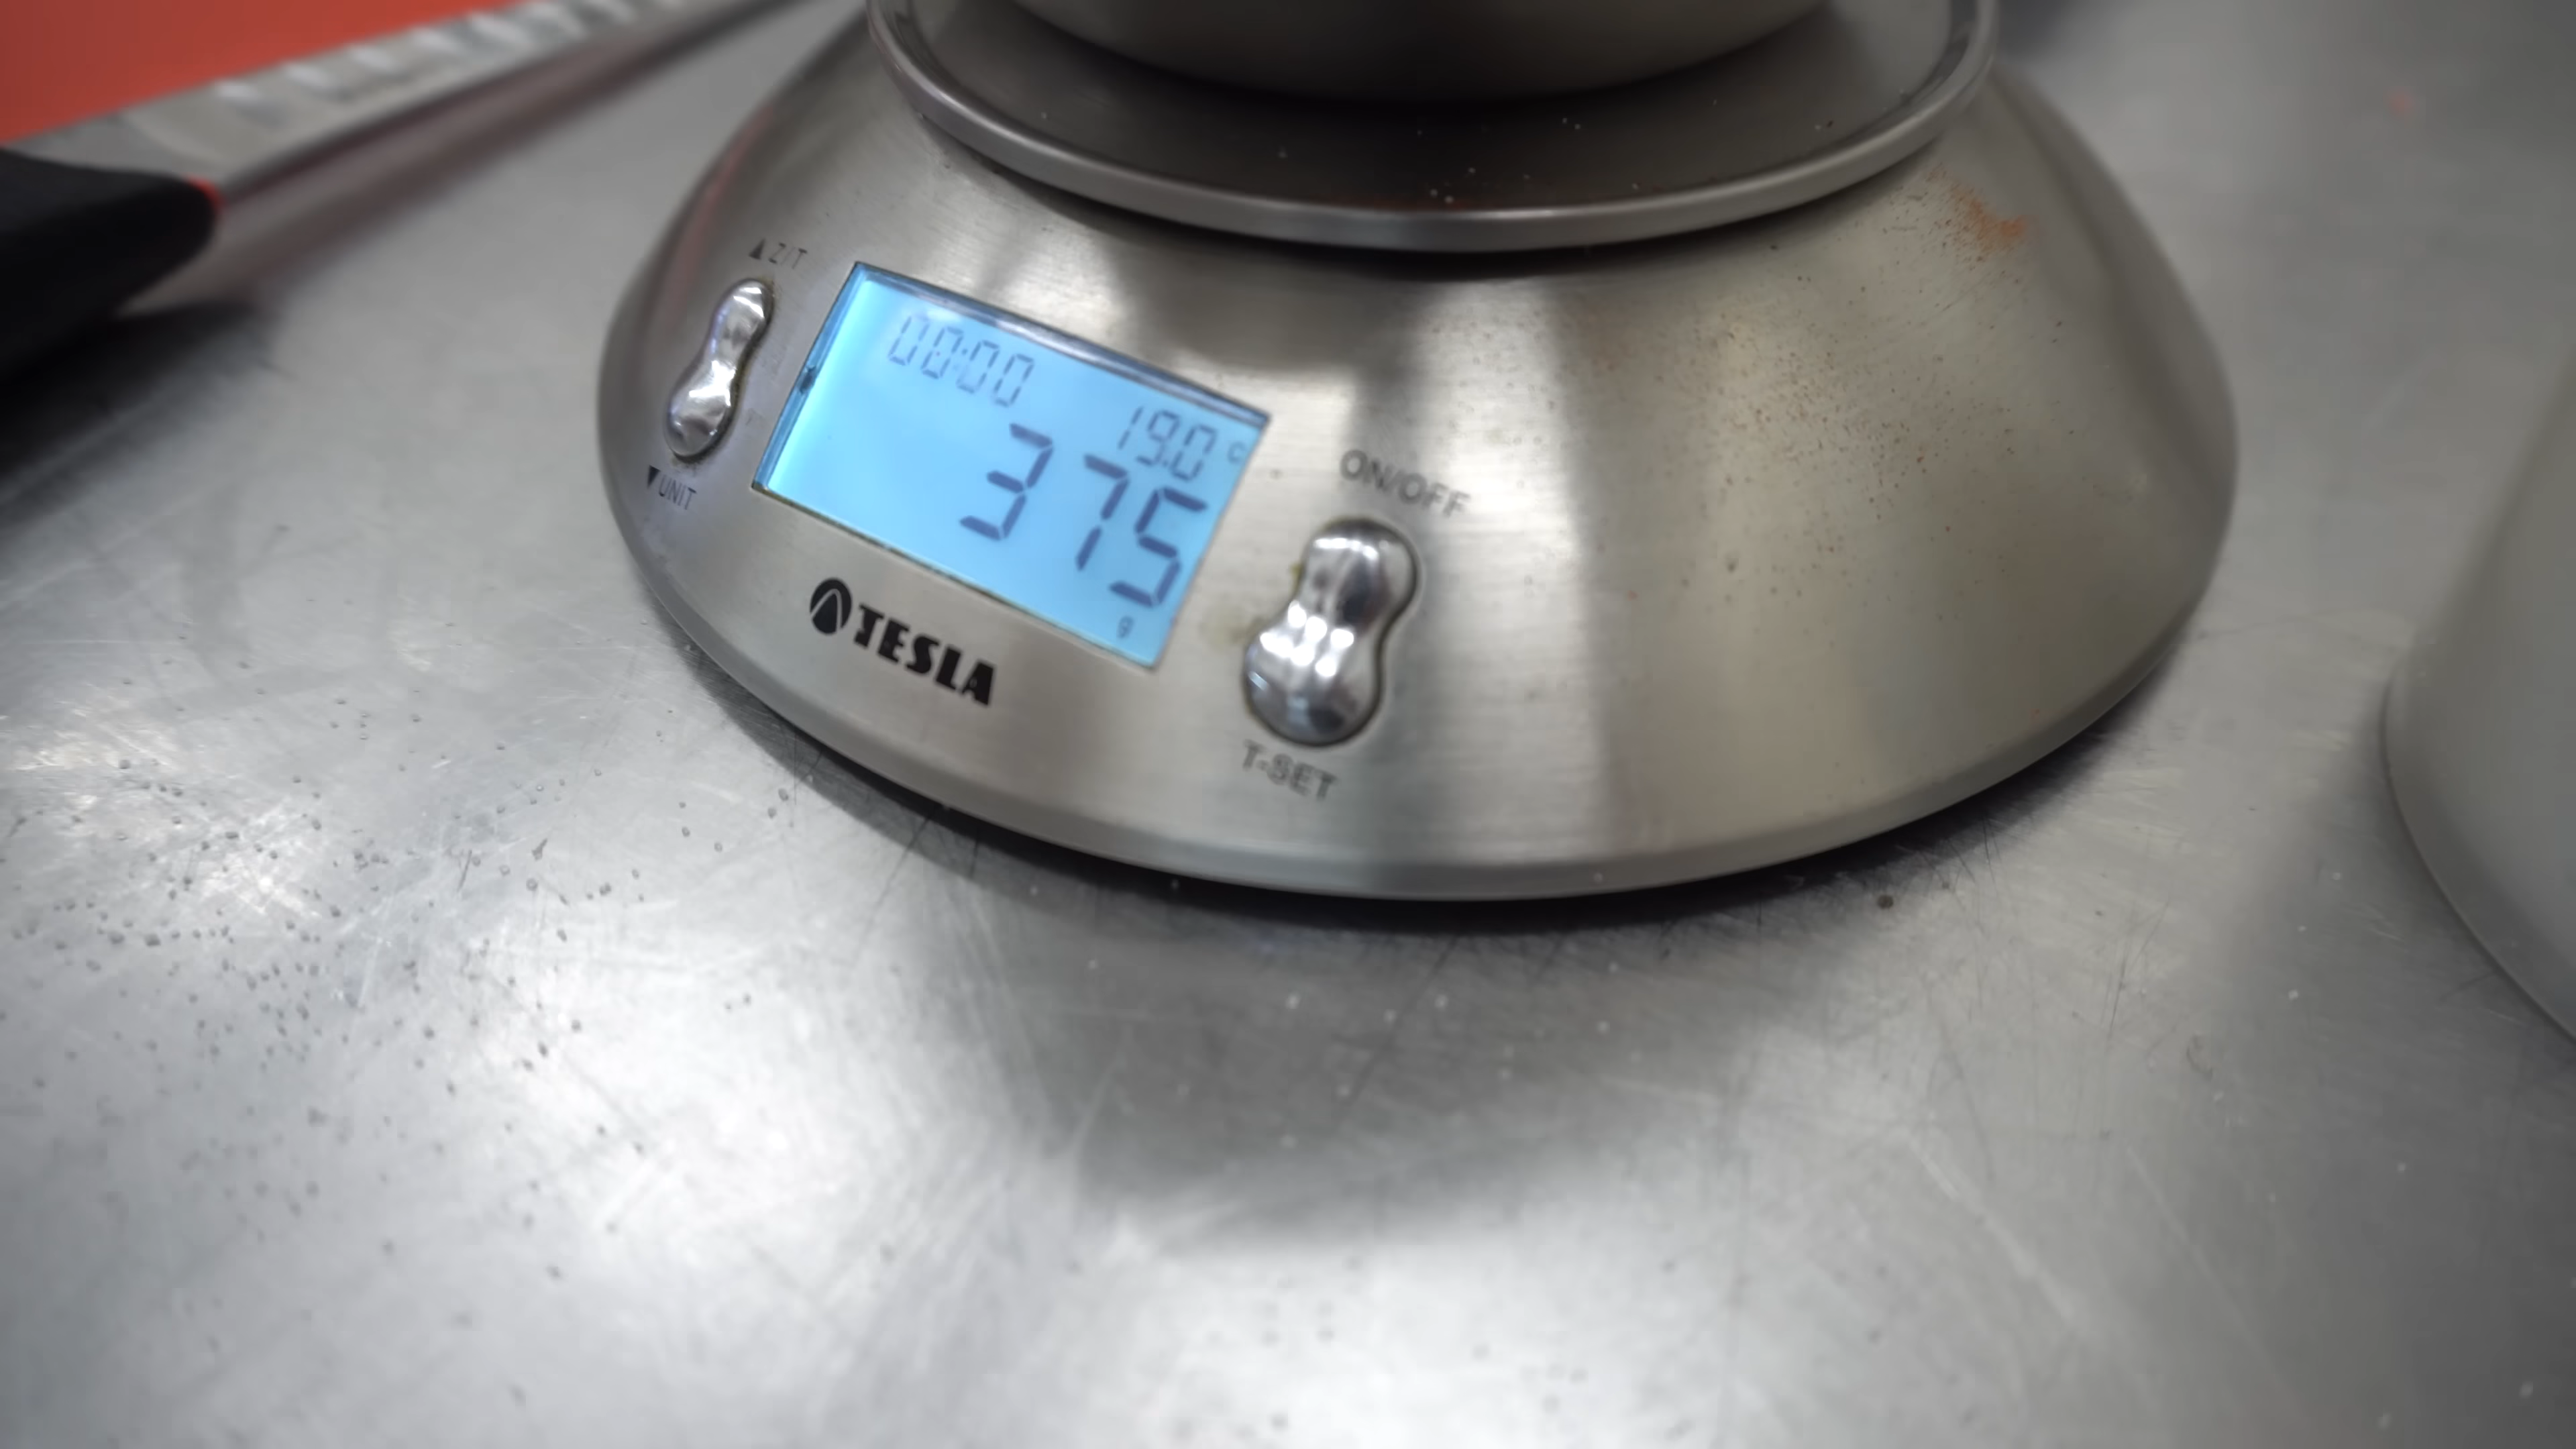 ▲Z/T
00:00
19.0 °C
375
g
▼UNIT
ON/OFF
T-SET
TESLA